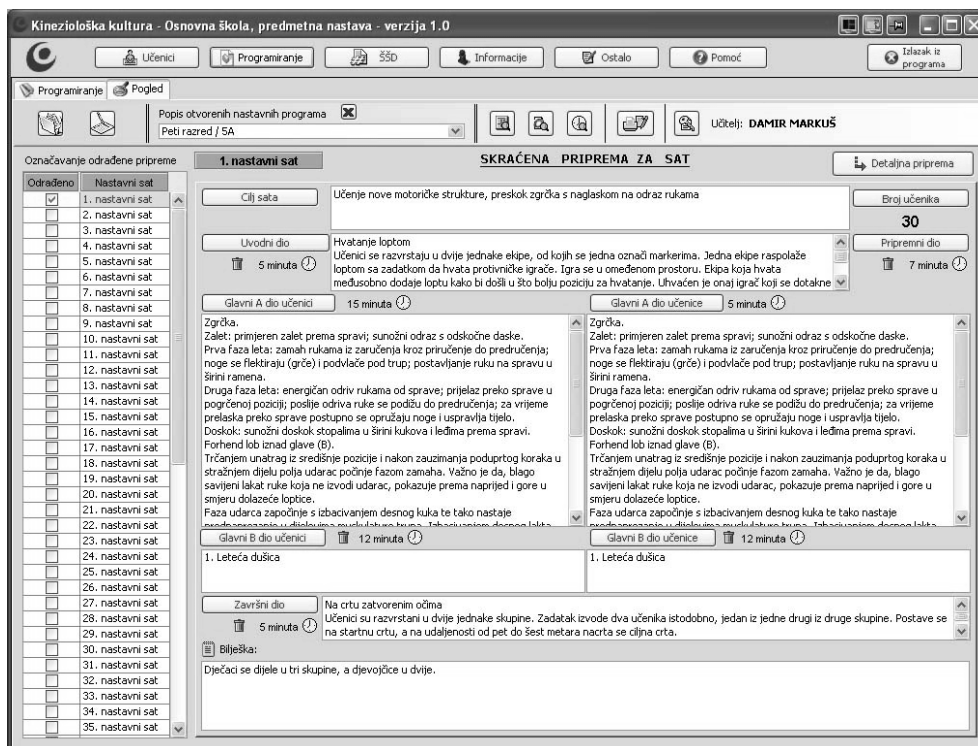 Kineziološka kultura - Osnovna škola, predmetna nastava - verzija 1.0
Učenici
Programiranje
ŠŠD
Informacije
Ostalo
Pomoć
Izlazak iz
programa
Programiranje
Pogled
Popis otvorenih nastavnih programa
Peti razred / 5A
Učitelj: DAMIR MARKUŠ
Označavanje odrađene pripreme
1. nastavni sat
SKRAĆENA PRIPREMA ZA SAT
Detaljna priprema
Odrađeno
Nastavni sat
1. nastavni sat
2. nastavni sat
3. nastavni sat
4. nastavni sat
5. nastavni sat
6. nastavni sat
7. nastavni sat
8. nastavni sat
9. nastavni sat
10. nastavni sat
11. nastavni sat
12. nastavni sat
13. nastavni sat
14. nastavni sat
15. nastavni sat
16. nastavni sat
17. nastavni sat
18. nastavni sat
19. nastavni sat
20. nastavni sat
21. nastavni sat
22. nastavni sat
23. nastavni sat
24. nastavni sat
25. nastavni sat
26. nastavni sat
27. nastavni sat
28. nastavni sat
29. nastavni sat
30. nastavni sat
31. nastavni sat
32. nastavni sat
33. nastavni sat
34. nastavni sat
35. nastavni sat
Cilj sata
Učenje nove motoričke strukture, preskok zgrčka s naglaskom na odraz rukama
Broj učenika
30
Uvodni dio
5 minuta
Hvatanje loptom
Učenici se razvrstaju u dvije jednake ekipe, od kojih se jedna označi markerima. Jedna ekipe raspolaže
loptom sa zadatkom da hvata protivničke igrače. Igra se u omeđenom prostoru. Ekipa koja hvata
međusobno dodaje loptu kako bi došli u što bolju poziciju za hvatanje. Uhvaćen je onaj igrač koji se dotakne
Pripremni dio
7 minuta
Glavni A dio učenici
15 minuta
Glavni A dio učenice
5 minuta
Zgrčka.
Zalet: primjeren zalet prema spravi; sunožni odraz s odskočne daske.
Prva faza leta: zamah rukama iz zaručenja kroz priručenje do predručenja;
noge se flektiraju (grče) i podvlače pod trup; postavljanje ruku na spravu u
širini ramena.
Druga faza leta: energičan odriv rukama od sprave; prijelaz preko sprave u
pogrčenoj poziciji; poslije odriva ruke se podižu do predručenja; za vrijeme
prelaska preko sprave postupno se opružaju noge i uspravlja tijelo.
Doskok: sunožni doskok stopalima u širini kukova i leđima prema spravi.
Forhend lob iznad glave (B).
Trčanjem unatrag iz središnje pozicije i nakon zauzimanja poduprtog koraka u
stražnjem dijelu polja udarac počinje fazom zamaha. Važno je da, blago
savijeni lakat ruke koja ne izvodi udarac, pokazuje prema naprijed i gore u
smjeru dolazeće loptice.
Faza udarca započinje s izbacivanjem desnog kuka te tako nastaje
prednaprezanje u dijelovima muskulature trupa. Izbacivanjem desnog lakta
Zgrčka.
Zalet: primjeren zalet prema spravi; sunožni odraz s odskočne daske.
Prva faza leta: zamah rukama iz zaručenja kroz priručenje do predručenja;
noge se flektiraju (grče) i podvlače pod trup; postavljanje ruku na spravu u
širini ramena.
Druga faza leta: energičan odriv rukama od sprave; prijelaz preko sprave u
pogrčenoj poziciji; poslije odriva ruke se podižu do predručenja; za vrijeme
prelaska preko sprave postupno se opružaju noge i uspravlja tijelo.
Doskok: sunožni doskok stopalima u širini kukova i leđima prema spravi.
Forhend lob iznad glave (B).
Trčanjem unatrag iz središnje pozicije i nakon zauzimanja poduprtog koraka u
stražnjem dijelu polja udarac počinje fazom zamaha. Važno je da, blago
savijeni lakat ruke koja ne izvodi udarac, pokazuje prema naprijed i gore u
smjeru dolazeće loptice.
Faza udarca započinje s izbacivanjem desnog kuka te tako nastaje
prednaprezanje u dijelovima muskulature trupa. Izbacivanjem desnog lakta
Glavni B dio učenici
12 minuta
Glavni B dio učenice
12 minuta
1. Leteća dušica
1. Leteća dušica
Završni dio
5 minuta
Na crtu zatvorenim očima
Učenici su razvrstani u dvije jednake skupine. Zadatak izvode dva učenika istodobno, jedan iz jedne drugi iz druge skupine. Postave se
na startnu crtu, a na udaljenosti od pet do šest metara nacrta se ciljna crta.
Bilješka:
Dječaci se dijele u tri skupine, a djevojčice u dvije.